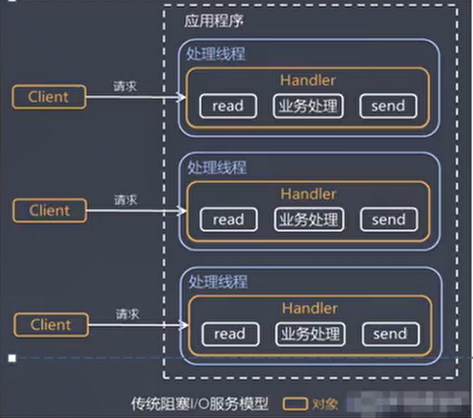 应用程序
处理线程
Handler
Client
请求
read
业务处理
send
处理线程
Handler
Client
请求
read
业务处理
send
处理线程
Handler
Client
请求
read
业务处理
send
传统阻塞I/O服务模型
对象